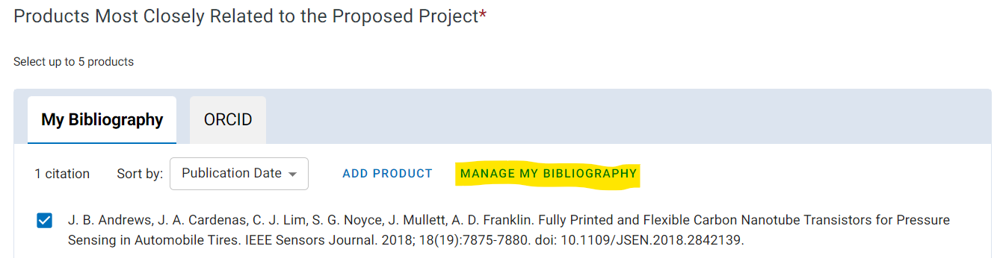 Products Most Closely Related to the Proposed Project*
Select up to 5 products
My Bibliography ORCID
1 citation Sort by: Publication Date ADD PRODUCT MANAGE MY BIBLIOGRAPHY
J. B. Andrews, J. A. Cardenas, C. J. Lim, S. G. Noyce, J. Mullett, A. D. Franklin. Fully Printed and Flexible Carbon Nanotube Transistors for Pressure
Sensing in Automobile Tires. IEEE Sensors Journal. 2018; 18(19):7875-7880. doi: 10.1109/JSEN.2018.2842139.